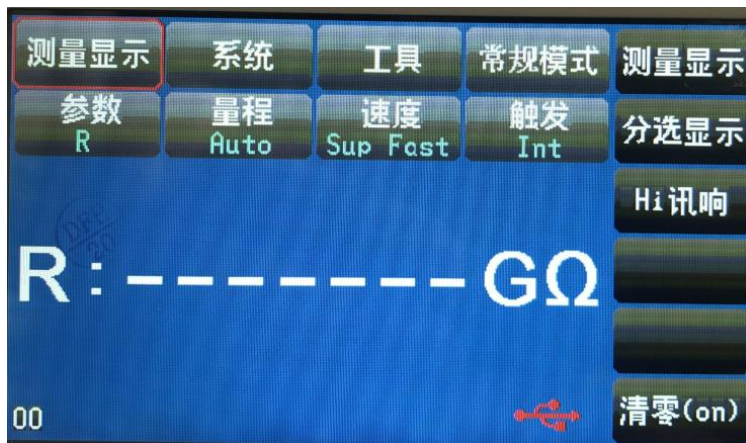 测量显示 系统 工具 常规模式 测量显示
参数 量程 速度 触发 分选显示
R Auto Sup Fast Int
Hi讯响
R:-------GΩ
00
清零(on)